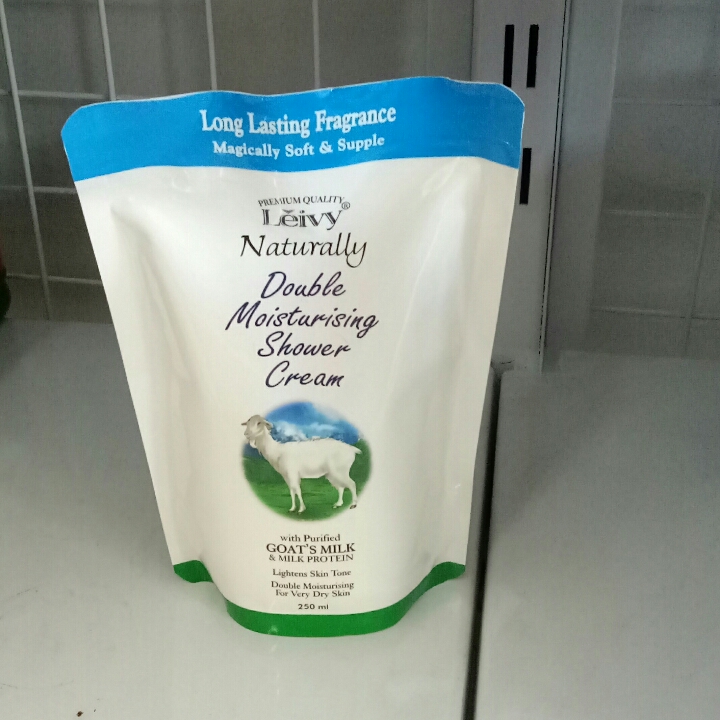 Long Lasting Fragrance
Magically Soft & Supple
PREMIUM QUALITY
Lěivy®
Naturally
Double
Moisturising
Shower
Cream
with Purified
GOAT'S MILK
& MILK PROTEIN
Lightens Skin Tone
Double Moisturising
For Very Dry Skin
250 ml